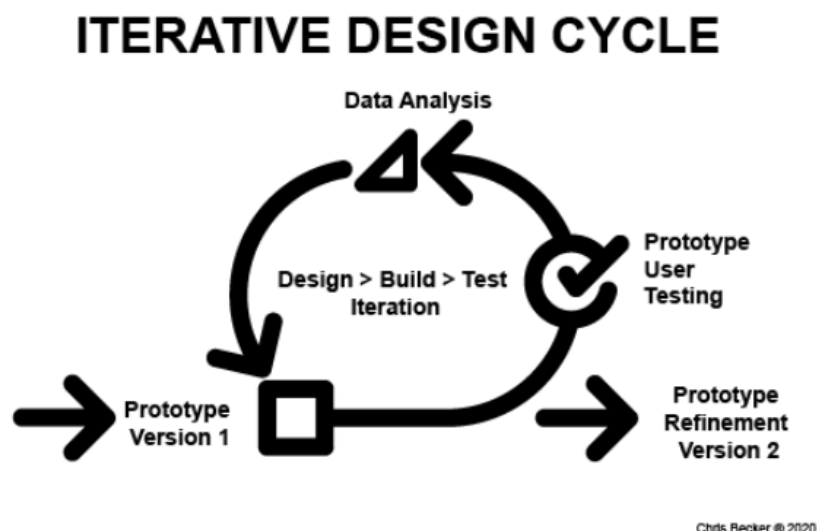 ITERATIVE DESIGN CYCLE
Data Analysis
Prototype
User
Testing
Design > Build > Test
Iteration
Prototype
Version 1
Prototype
Refinement
Version 2
Chris Becker ® 2020